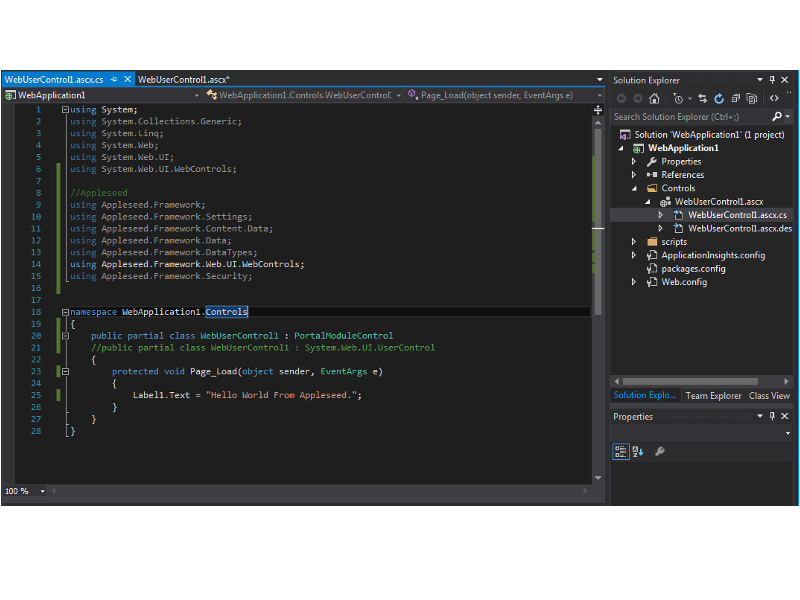 WebUserControl1.ascx.cs WebUserControl1.ascx*
WebApplication1 WebApplication1.Controls.WebUserControl Page_Load(object sender, EventArgs e)
1 using System;
2 using System.Collections.Generic;
3 using System.Linq;
4 using System.Web;
5 using System.Web.UI;
6 using System.Web.UI.WebControls;
7
8 //Appleseed
9 using Appleseed.Framework;
10 using Appleseed.Framework.Settings;
11 using Appleseed.Framework.Content.Data;
12 using Appleseed.Framework.Data;
13 using Appleseed.Framework.DataTypes;
14 using Appleseed.Framework.Web.UI.WebControls;
15 using Appleseed.Framework.Security;
16
17
18 namespace WebApplication1.Controls
19 {
20 public partial class WebUserControl1 : PortalModuleControl
21 //public partial class WebUserControl1 : System.Web.UI.UserControl
22 {
23 protected void Page_Load(object sender, EventArgs e)
24 {
25 Label1.Text = "Hello World From Appleseed.";
26 }
27 }
28 }
100 %
Solution Explorer
Search Solution Explorer (Ctrl+;)
Solution 'WebApplication1' (1 project)
WebApplication1
Properties
References
Controls
WebUserControl1.ascx
WebUserControl1.ascx.cs
WebUserControl1.ascx.des
scripts
ApplicationInsights.config
packages.config
Web.config
Solution Explo... Team Explorer Class View
Properties